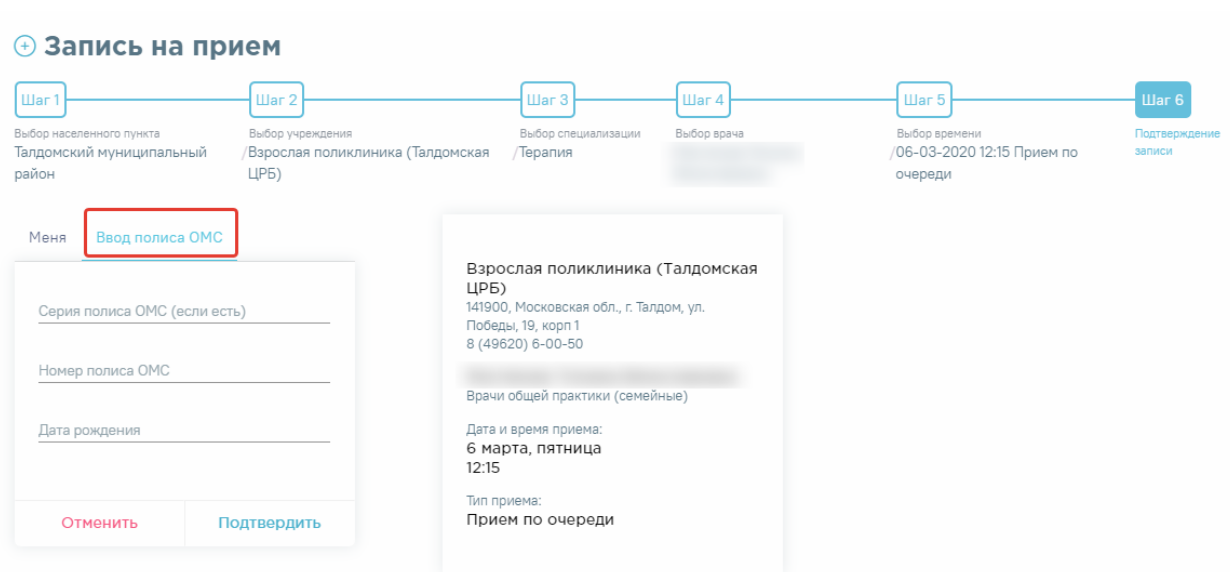 Запись на прием
Шаг 1
Шаг 2
Шаг 3
Шаг 4
Шаг 5
Шаг 6
Выбор населенного пункта
Талдомский муниципальный
район
Выбор учреждения
/Взрослая поликлиника (Талдомская
ЦРБ)
Выбор специализации
/Терапия
Выбор врача
Выбор времени
/06-03-2020 12:15 Прием по
очереди
Подтверждение
записи
Меня
Ввод полиса ОМС
Серия полиса ОМС (если есть)
Номер полиса ОМС
Дата рождения
Отменить
Подтвердить
Взрослая поликлиника (Талдомская
ЦРБ)
141900, Московская обл., г. Талдом, ул.
Победы, 19, корп 1
8 (49620) 6-00-50
Врачи общей практики (семейные)
Дата и время приема:
6 марта, пятница
12:15
Тип приема:
Прием по очереди